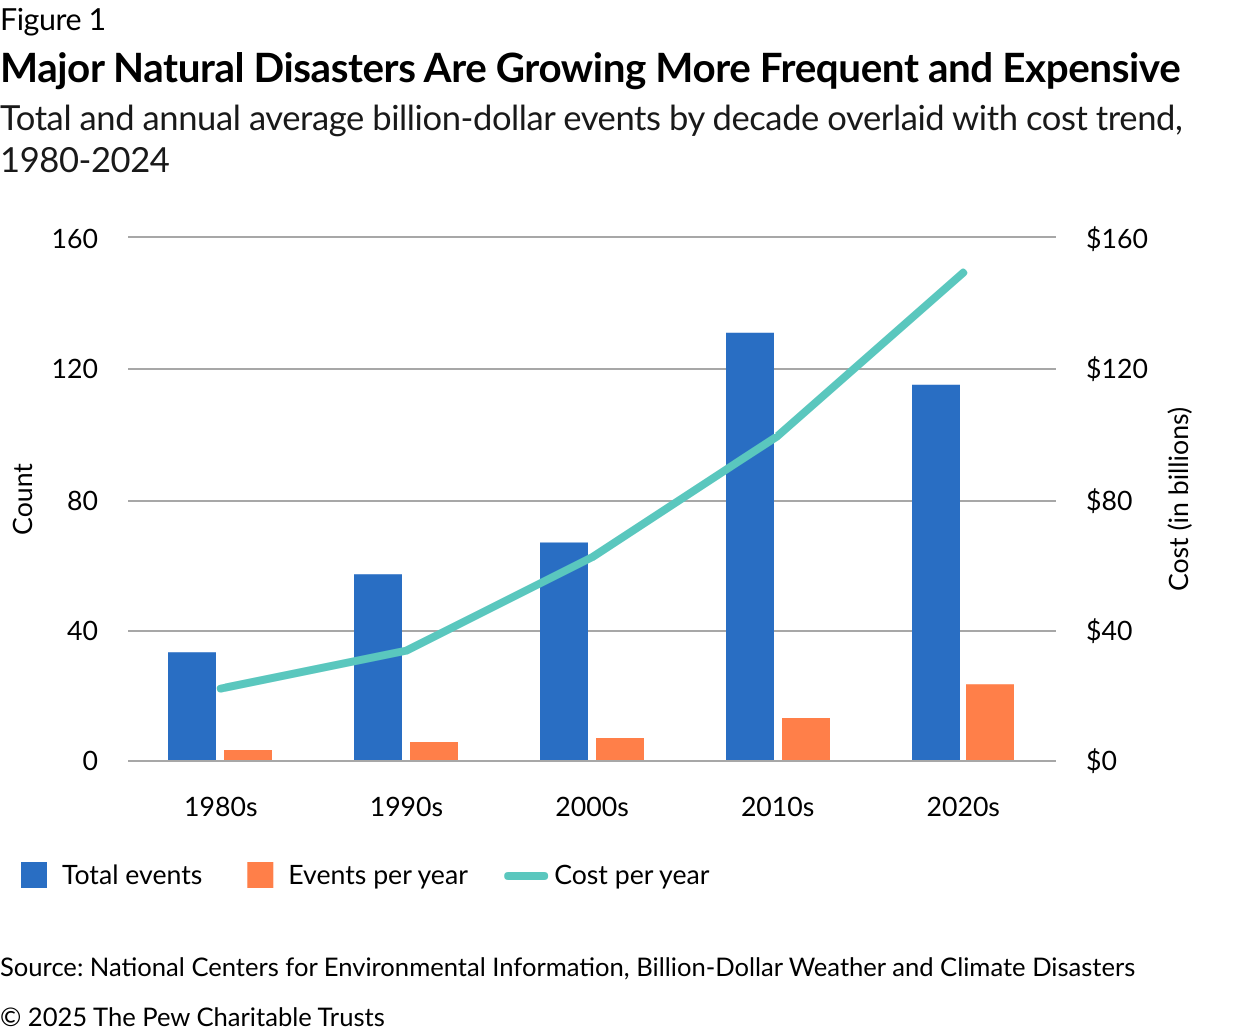 Figure 1
Major Natural Disasters Are Growing More Frequent and Expensive
Total and annual average billion-dollar events by decade overlaid with cost trend,
1980-2024
160
120
80
40
0
Count
$160
$120
$80
$40
$0
Cost (in billions)
1980s
1990s
2000s
2010s
2020s
Total events
Events per year
Cost per year
Source: National Centers for Environmental Information, Billion-Dollar Weather and Climate Disasters
© 2025 The Pew Charitable Trusts